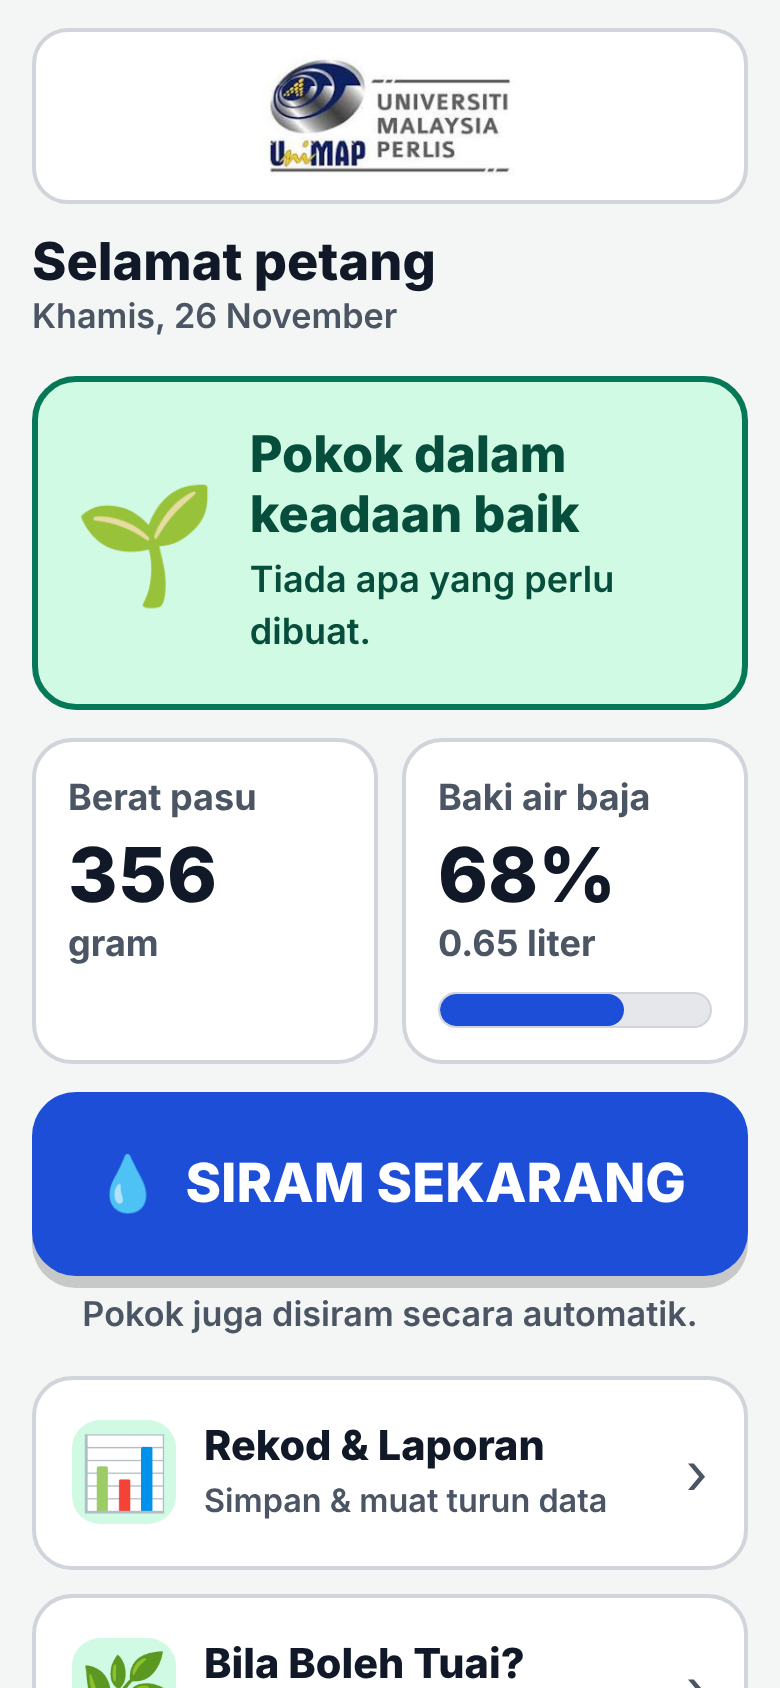 UNIVERSITI
MALAYSIA
PERLIS
UniMAP
Selamat petang
Khamis, 26 November
Pokok dalam
keadaan baik
Tiada apa yang perlu
dibuat.
Berat pasu
356
gram
Baki air baja
68%
0.65 liter
SIRAM SEKARANG
Pokok juga disiram secara automatik.
Rekod & Laporan
Simpan & muat turun data
Bila Boleh Tuai?